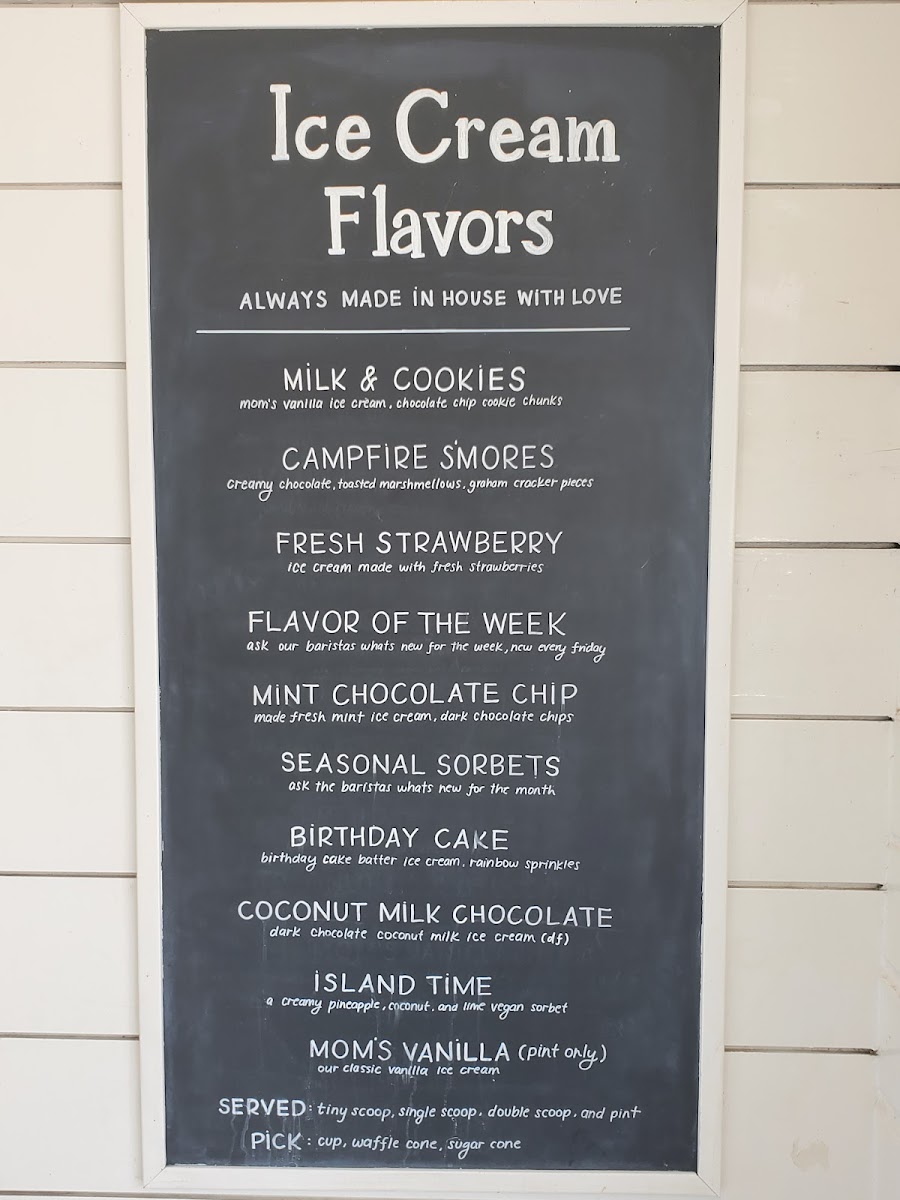 Ice Cream
Flavors
ALWAYS MADE IN HOUSE WITH LOVE
MILK & COOKIES
mom's vanilla ice cream, chocolate chip cookie chunks
CAMPFIRE S'MORES
creamy chocolate, toasted marshmellows, graham cracker pieces
FRESH STRAWBERRY
ice cream made with fresh strawberries
FLAVOR OF THE WEEK
ask our baristas whats new for the week, new every friday
MINT CHOCOLATE CHIP
made fresh mint ice cream, dark chocolate chips
SEASONAL SORBETS
ask the baristas whats new for the month
BIRTHDAY CAKE
birthday cake batter ice cream, rainbow sprinkles
COCONUT MILK CHOCOLATE
dark chocolate coconut milk ice cream (df)
ISLAND TIME
a creamy pineapple, coconut, and lime vegan sorbet
MOM'S VANILLA (pint only)
our classic vanilla ice cream
SERVED: tiny scoop, single scoop, double scoop, and pint
PICK: cup, waffle cone, sugar cone